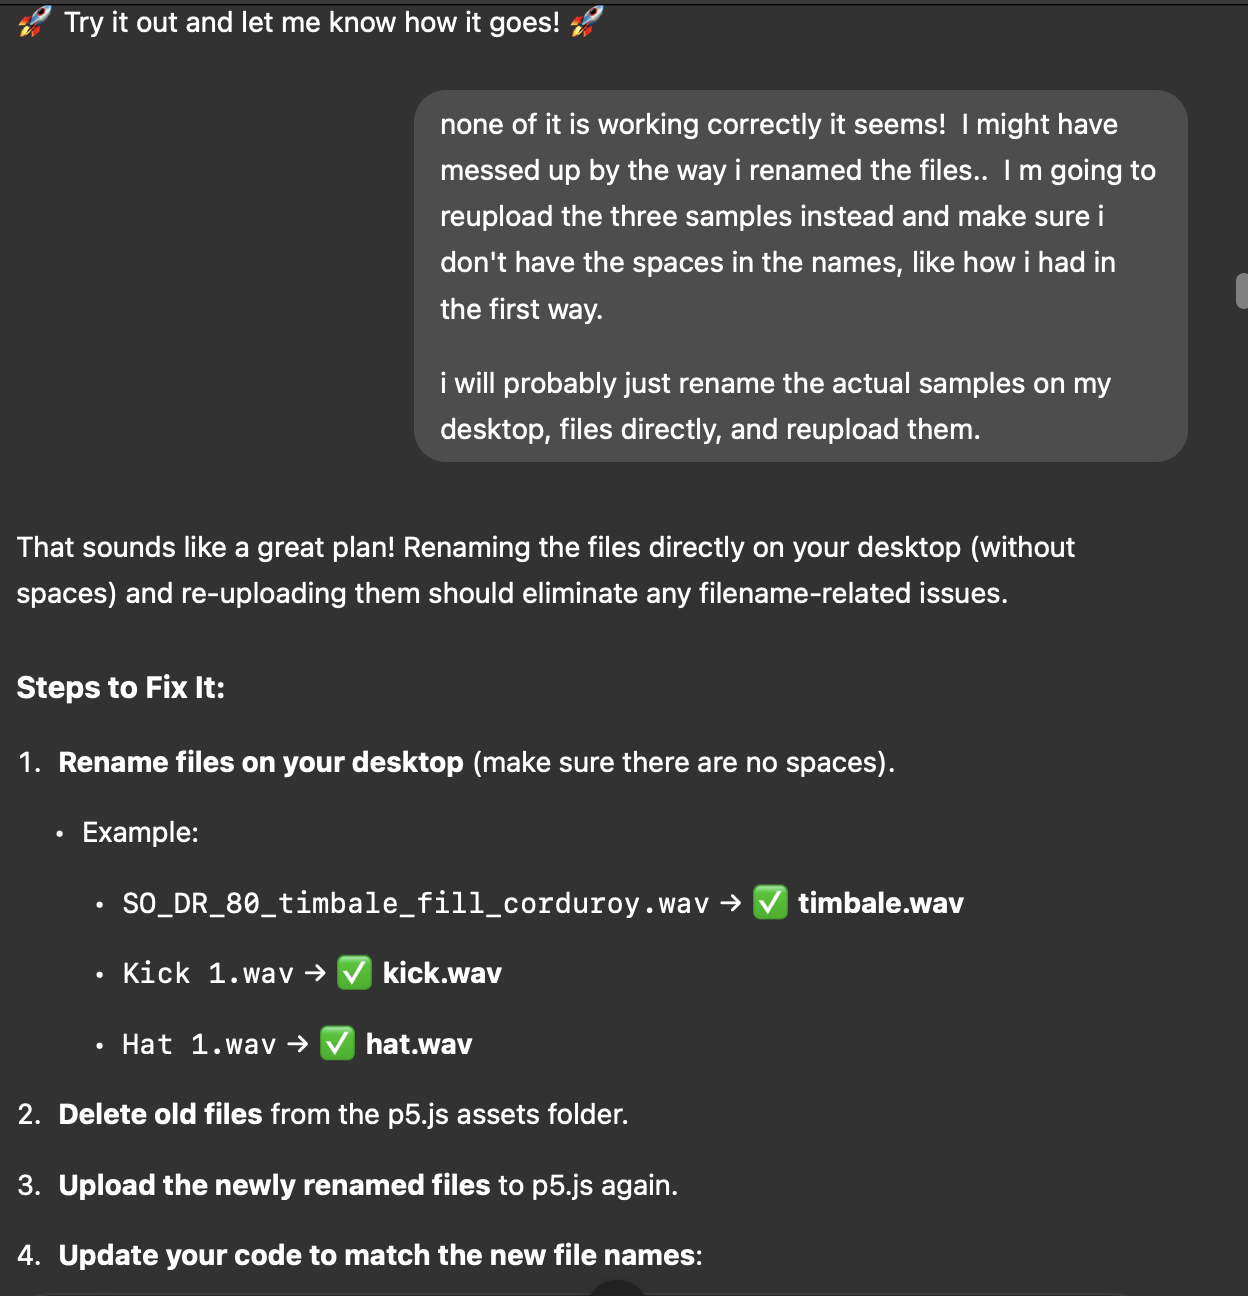 🚀 Try it out and let me know how it goes! 🚀
none of it is working correctly it seems!  I might have
messed up by the way i renamed the files..  I m going to
reupload the three samples instead and make sure i
don't have the spaces in the names, like how i had in
the first way.
i will probably just rename the actual samples on my
desktop, files directly, and reupload them.
That sounds like a great plan! Renaming the files directly on your desktop (without
spaces) and re-uploading them should eliminate any filename-related issues.
Steps to Fix It:
1. Rename files on your desktop (make sure there are no spaces).
• Example:
• SO_DR_80_timbale_fill_corduroy.wav → ✅ timbale.wav
• Kick 1.wav → ✅ kick.wav
• Hat 1.wav → ✅ hat.wav
2. Delete old files from the p5.js assets folder.
3. Upload the newly renamed files to p5.js again.
4. Update your code to match the new file names: